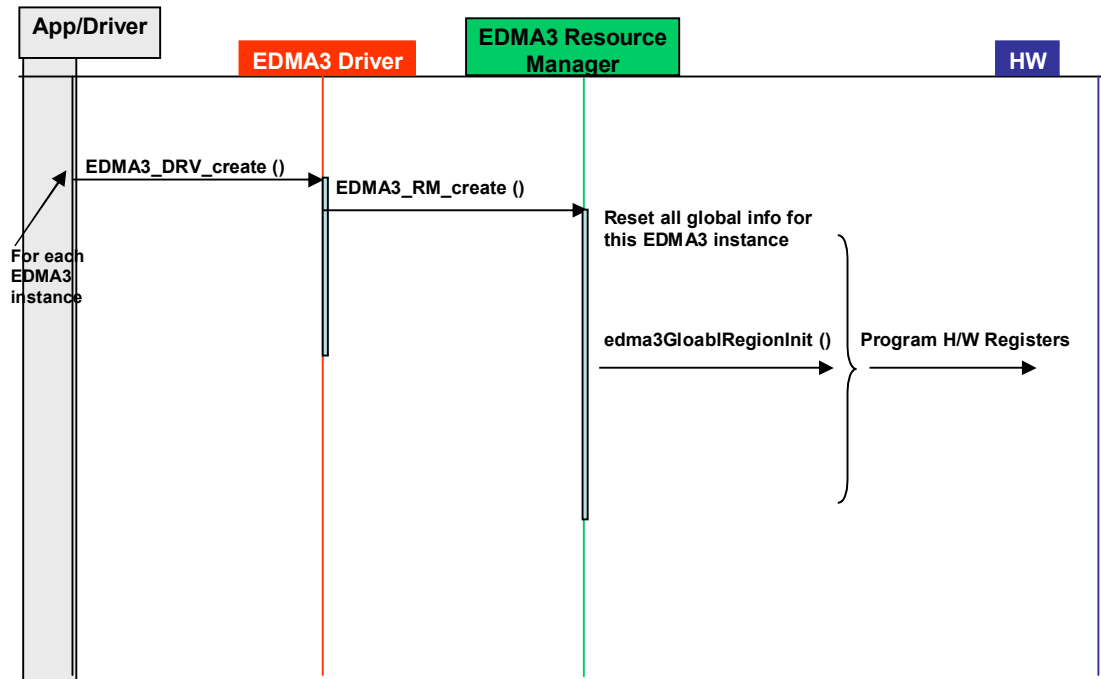 App/Driver
EDMA3 Driver
EDMA3 Resource
Manager
HW
EDMA3_DRV_create ()
EDMA3_RM_create ()
Reset all global info for
this EDMA3 instance
For each
EDMA3
instance
edma3GloablRegionInit ()
Program H/W Registers